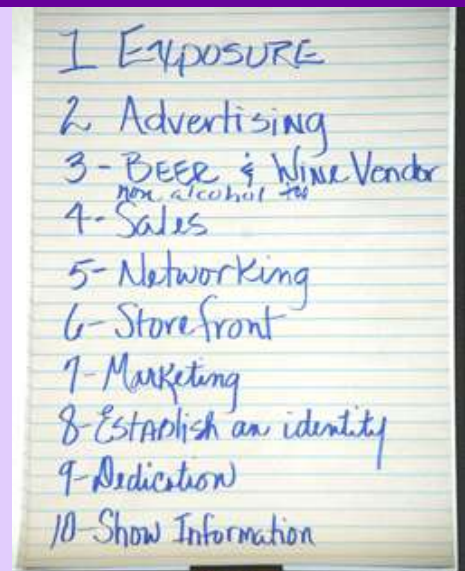 1 EXPOSURE
2 Advertising
3- BEER & Wine Vendor
non alcohol too
4- Sales
5- Networking
6- Storefront
7- Marketing
8- Establish an identity
9- Dedication
10- Show Information